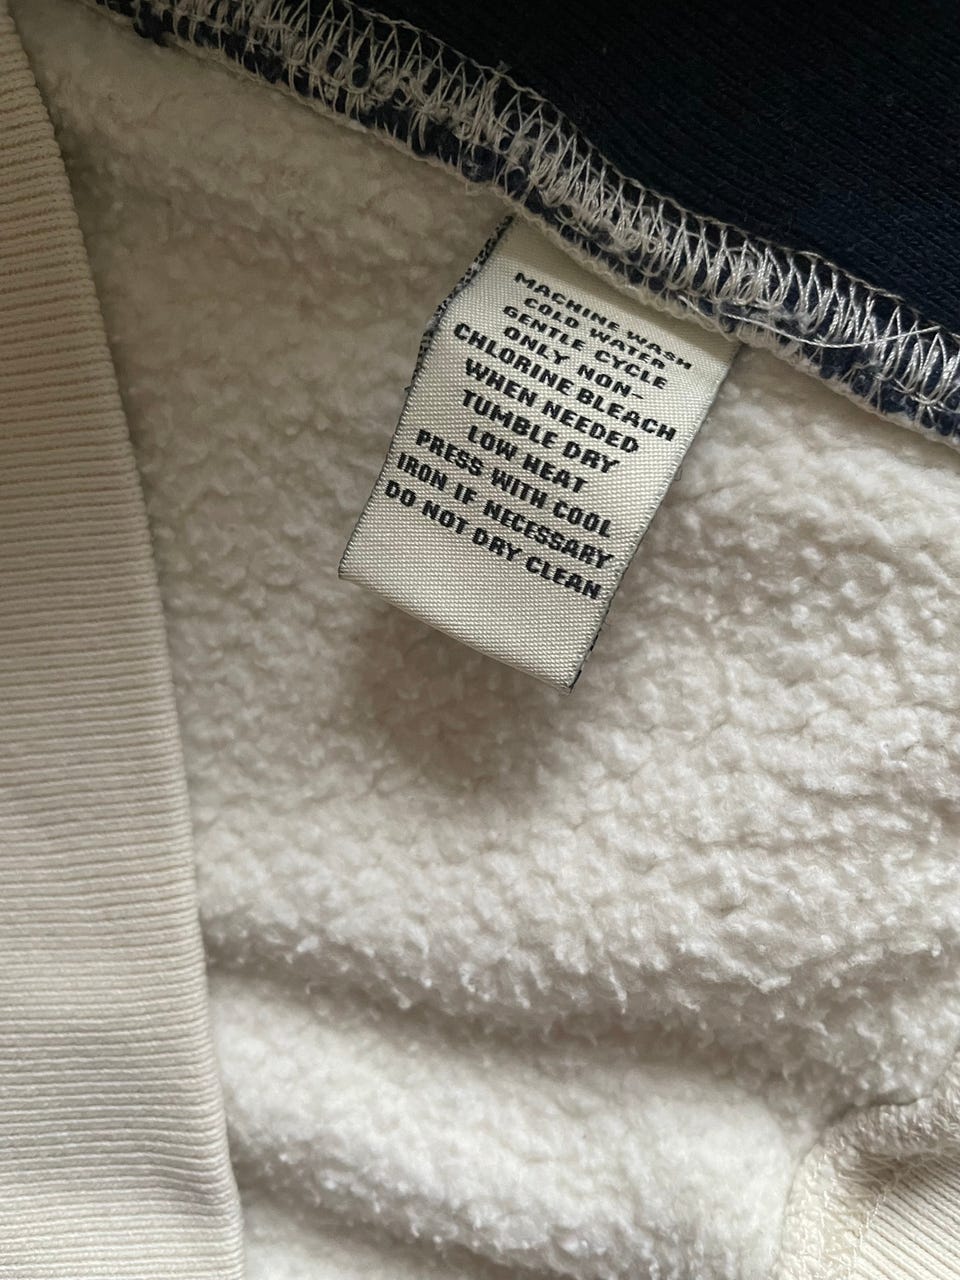 MACHINE WASH
COLD WATER
GENTLE CYCLE
ONLY NON-
CHLORINE BLEACH
WHEN NEEDED
TUMBLE DRY
LOW HEAT
PRESS WITH COOL
IRON IF NECESSARY
DO NOT DRY CLEAN